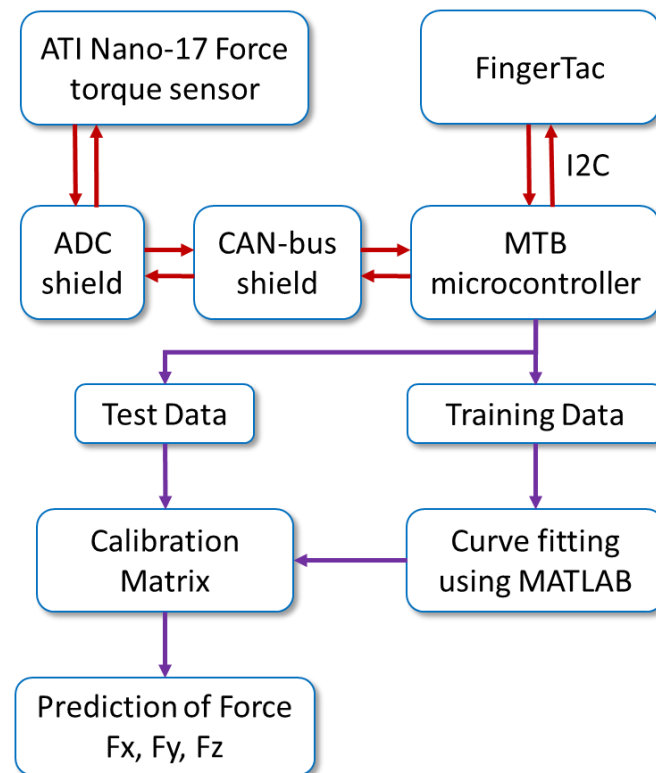 ATI Nano-17 Force
torque sensor
FingerTac
I2C
ADC
shield
CAN-bus
shield
MTB
microcontroller
Test Data
Training Data
Calibration
Matrix
Curve fitting
using MATLAB
Prediction of Force
Fx, Fy, Fz